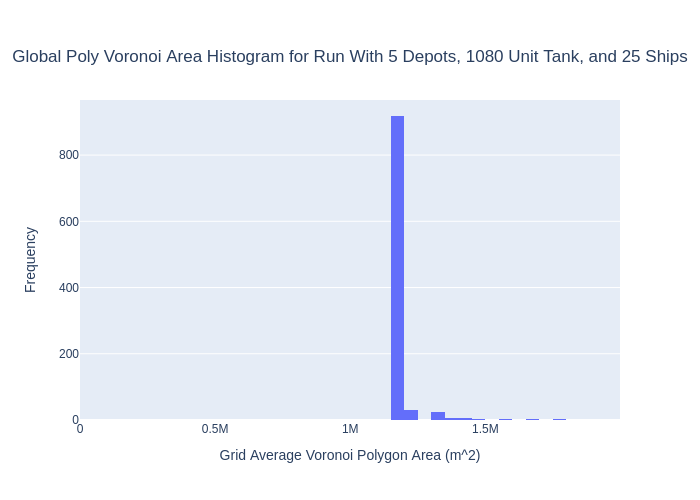 Global Poly Voronoi Area Histogram for Run With 5 Depots, 1080 Unit Tank, and 25 Ships
800
600
400
200
0
0 0.5M 1M 1.5M
Frequency
Grid Average Voronoi Polygon Area (m^2)